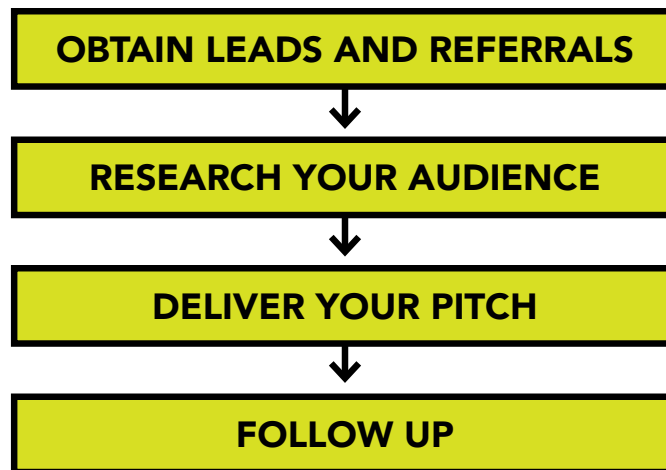 OBTAIN LEADS AND REFERRALS
RESEARCH YOUR AUDIENCE
DELIVER YOUR PITCH
FOLLOW UP